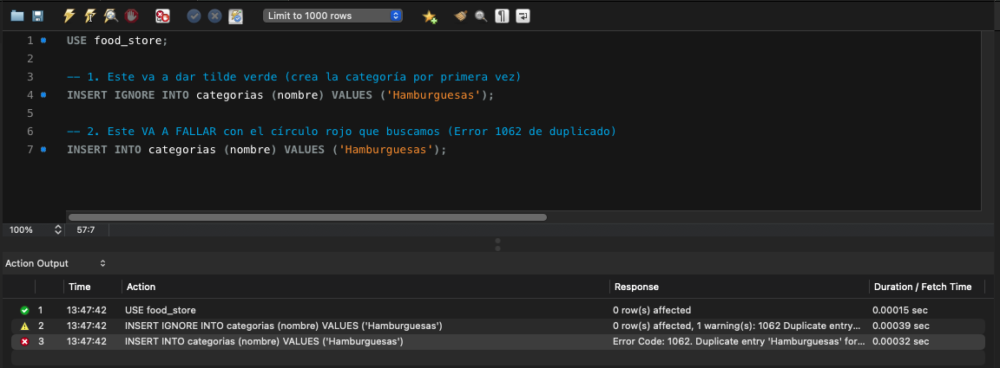 Limit to 1000 rows
1 USE food_store;
2
3 -- 1. Este va a dar tilde verde (crea la categoría por primera vez)
4 INSERT IGNORE INTO categorias (nombre) VALUES ('Hamburguesas');
5
6 -- 2. Este VA A FALLAR con el círculo rojo que buscamos (Error 1062 de duplicado)
7 INSERT INTO categorias (nombre) VALUES ('Hamburguesas');
100% 57:7
Action Output
Time Action Response Duration / Fetch Time
1 13:47:42 USE food_store 0 row(s) affected 0.00015 sec
2 13:47:42 INSERT IGNORE INTO categorias (nombre) VALUES ('Hamburguesas') 0 row(s) affected, 1 warning(s): 1062 Duplicate entry... 0.00039 sec
3 13:47:42 INSERT INTO categorias (nombre) VALUES ('Hamburguesas') Error Code: 1062. Duplicate entry 'Hamburguesas' for... 0.00032 sec